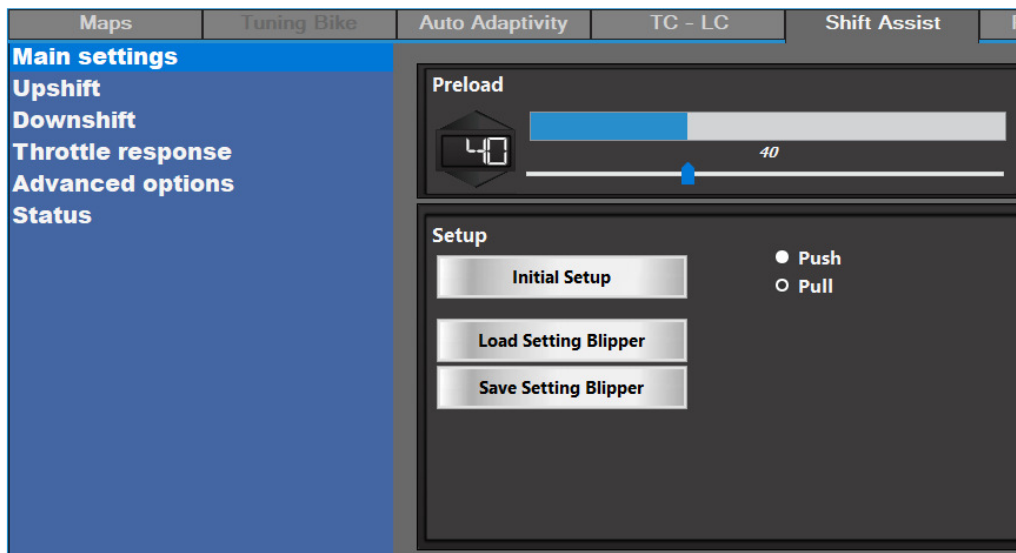 Maps Tuning Bike Auto Adaptivity TC - LC Shift Assist
Main settings
Upshift
Downshift
Throttle response
Advanced options
Status
Preload
40
40
Setup
Initial Setup
Push
Pull
Load Setting Blipper
Save Setting Blipper